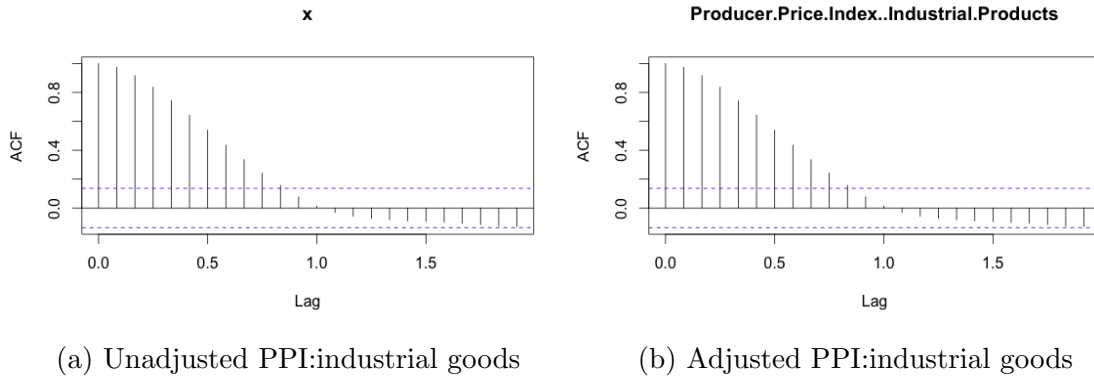 x
ACF
0.0 0.4 0.8
0.0 0.5 1.0 1.5
Lag
(a) Unadjusted PPI:industrial goods
Producer.Price.Index..Industrial.Products
ACF
0.0 0.4 0.8
0.0 0.5 1.0 1.5
Lag
(b) Adjusted PPI:industrial goods